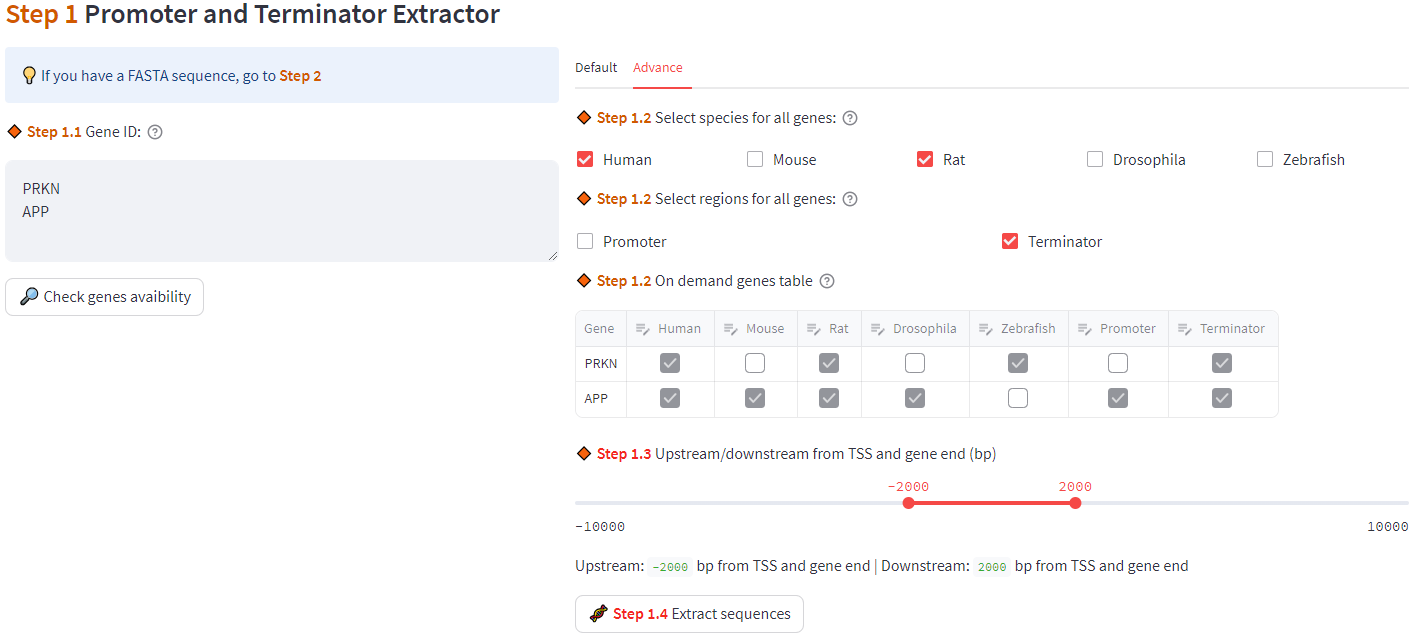 Step 1 Promoter and Terminator Extractor
If you have a FASTA sequence, go to Step 2
Step 1.1 Gene ID:
PRKN
APP
Check genes avaibility
Default Advance
Step 1.2 Select species for all genes:
Human Mouse Rat Drosophila Zebrafish
Step 1.2 Select regions for all genes:
Promoter Terminator
Step 1.2 On demand genes table
Gene Human Mouse Rat Drosophila Zebrafish Promoter Terminator
PRKN
APP
Step 1.3 Upstream/downstream from TSS and gene end (bp)
-2000 2000
-10000 10000
Upstream: -2000 bp from TSS and gene end | Downstream: 2000 bp from TSS and gene end
Step 1.4 Extract sequences